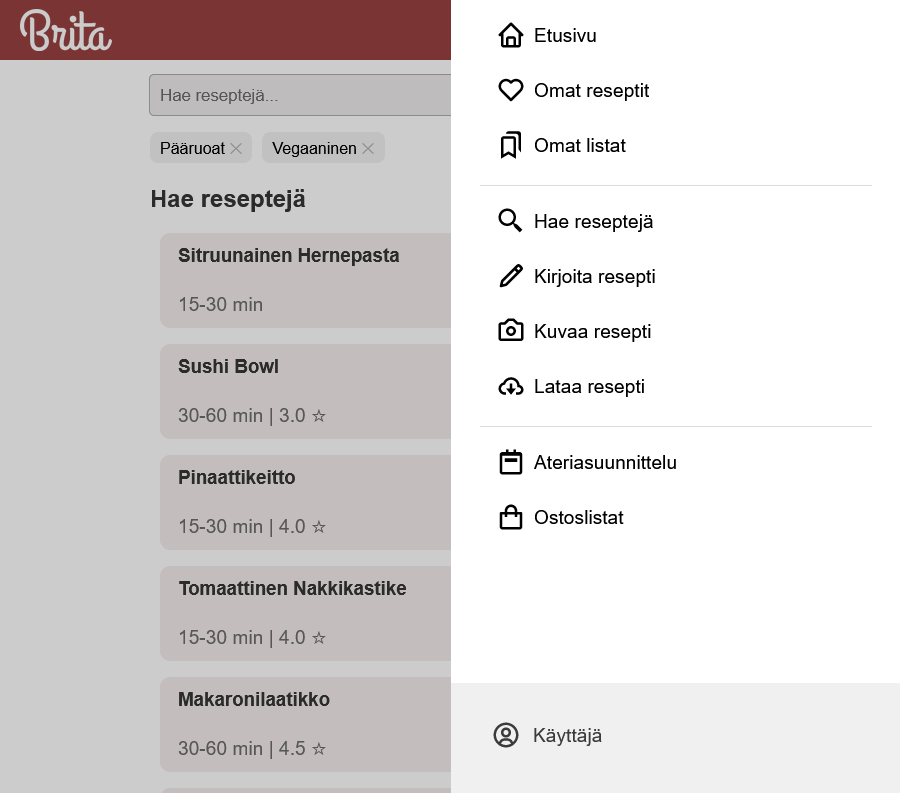 Brita
Hae reseptejä...
Pääruoat
Vegaaninen
Hae reseptejä
Sitruunainen Hernepasta
15-30 min
Sushi Bowl
30-60 min | 3.0 ☆
Pinaattikeitto
15-30 min | 4.0 ☆
Tomaattinen Nakkikastike
15-30 min | 4.0 ☆
Makaronilaatikko
30-60 min | 4.5 ☆
Etusivu
Omat reseptit
Omat listat
Hae reseptejä
Kirjoita resepti
Kuvaa resepti
Lataa resepti
Ateriasuunnittelu
Ostoslistat
Käyttäjä